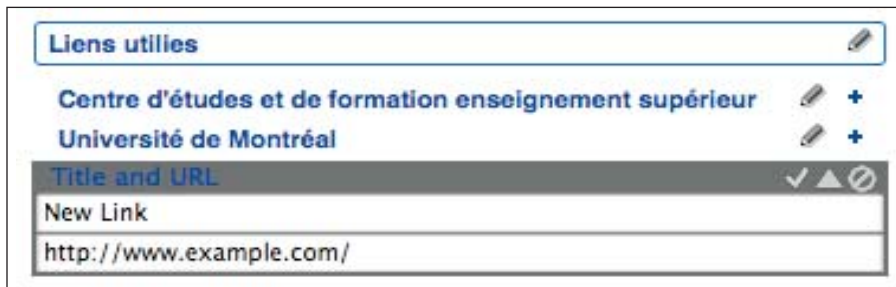 Liens utilies
Centre d'études et de formation enseignement supérieur
Université de Montréal
Title and URL
New Link
http://www.example.com/